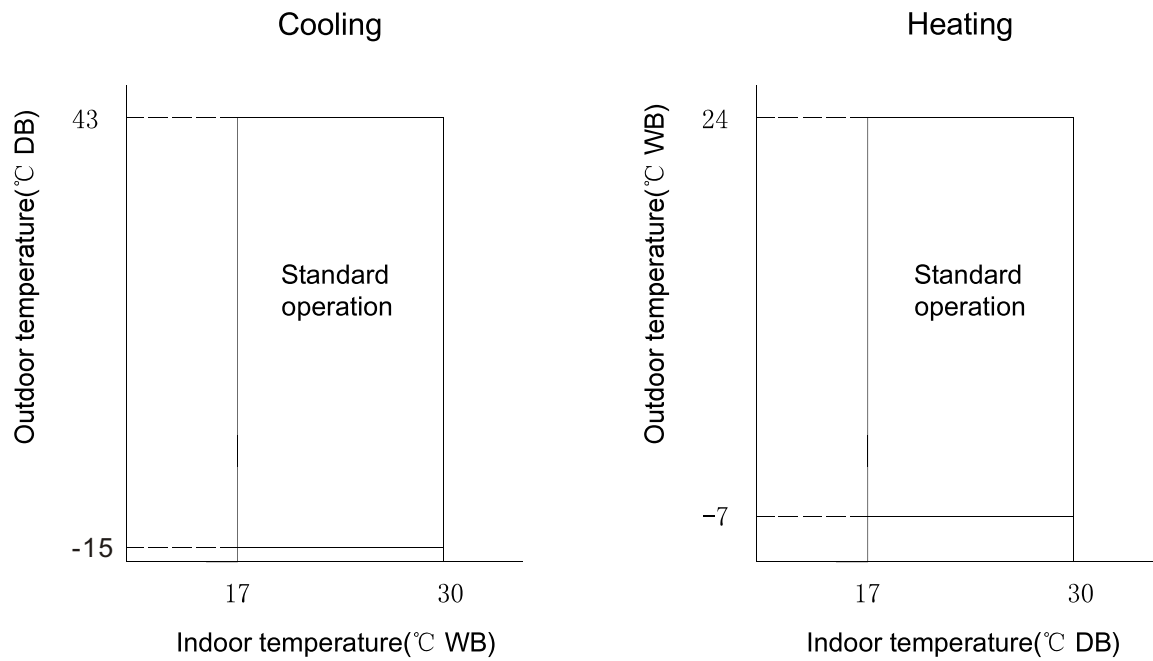 Cooling
Outdoor temperature(℃ DB)
43
Standard
operation
-15
17
30
Indoor temperature(℃ WB)
Heating
Outdoor temperature(℃ WB)
24
Standard
operation
-7
17
30
Indoor temperature(℃ DB)